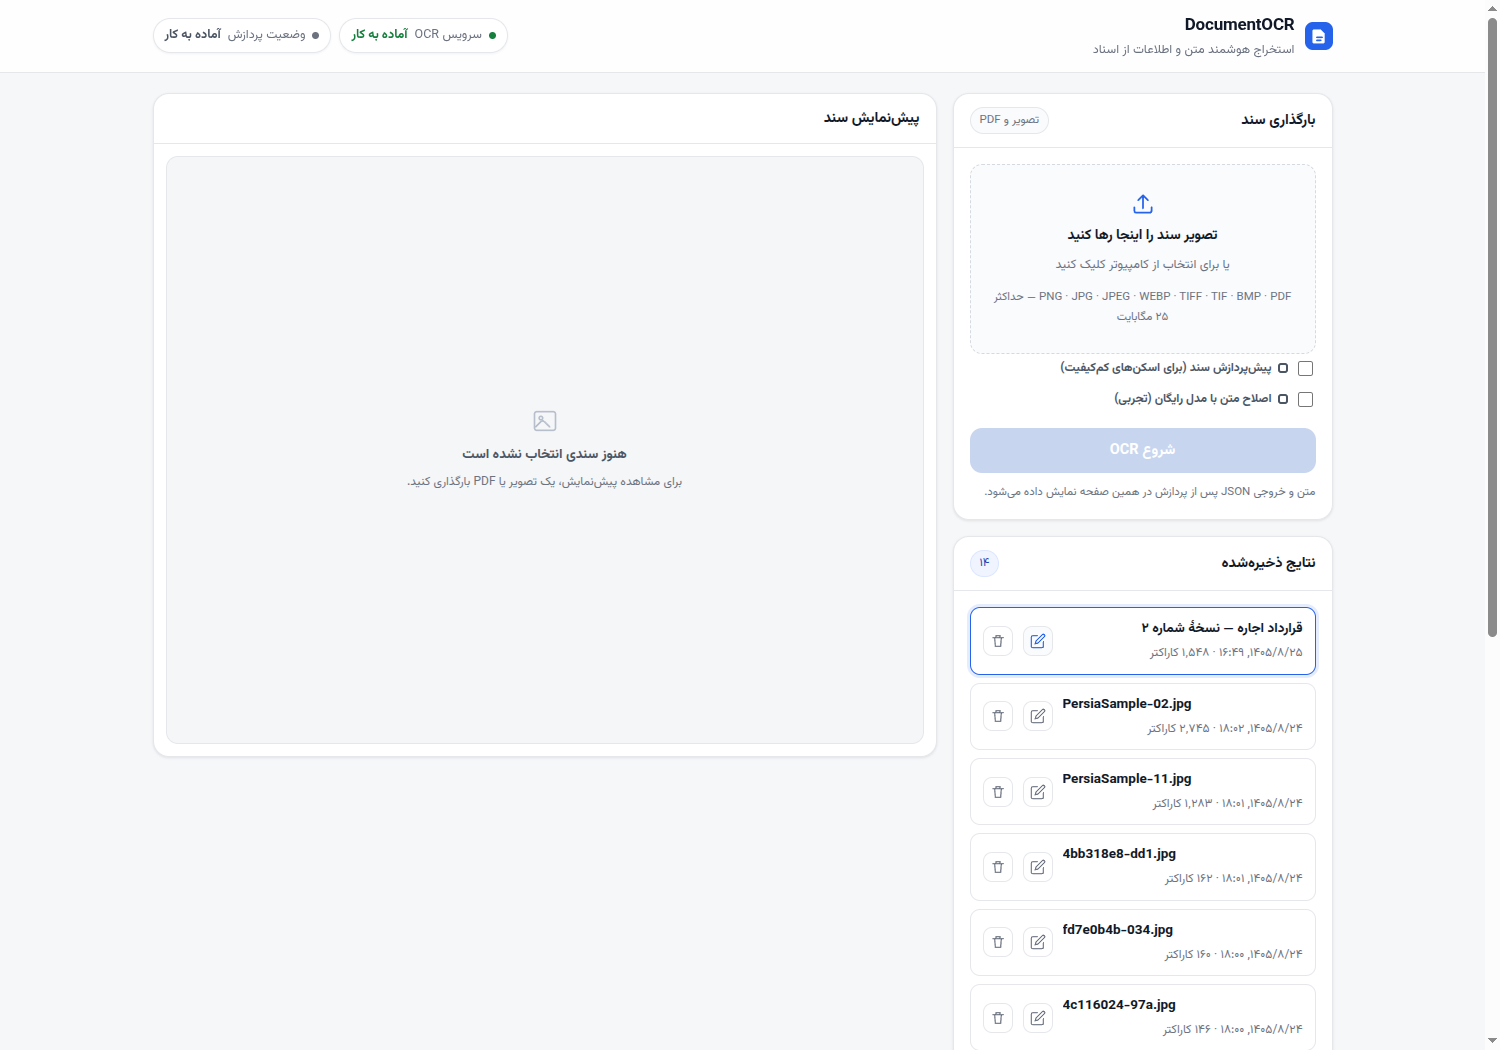 DocumentOCR
استخراج هوشمند متن و اطلاعات از اسناد
سرویس OCR آماده به کار
وضعیت پردازش آماده به کار
بارگذاری سند
تصویر و PDF
تصویر سند را اینجا رها کنید
یا برای انتخاب از کامپیوتر کلیک کنید
PNG · JPG · JPEG · WEBP · TIFF · TIF · BMP · PDF — حداکثر
۲۵ مگابایت
پیش‌پردازش سند (برای اسکن‌های کم‌کیفیت)
اصلاح متن با مدل رایگان (تجربی)
شروع OCR
متن و خروجی JSON پس از پردازش در همین صفحه نمایش داده می‌شود.
نتایج ذخیره‌شده
۱۴
قرارداد اجاره — نسخهٔ شماره ۲
۱۴۰۵/۸/۲۵, ۱۶:۴۹ · ۱,۵۴۸ کاراکتر
PersiaSample-02.jpg
۱۴۰۵/۸/۲۴, ۱۸:۰۲ · ۲,۷۴۵ کاراکتر
PersiaSample-11.jpg
۱۴۰۵/۸/۲۴, ۱۸:۰۱ · ۱,۲۸۳ کاراکتر
4bb318e8-dd1.jpg
۱۴۰۵/۸/۲۴, ۱۸:۰۱ · ۱۶۲ کاراکتر
fd7e0b4b-034.jpg
۱۴۰۵/۸/۲۴, ۱۸:۰۰ · ۱۶۰ کاراکتر
4c116024-97a.jpg
۱۴۰۵/۸/۲۴, ۱۸:۰۰ · ۱۴۶ کاراکتر
پیش‌نمایش سند
هنوز سندی انتخاب نشده است
برای مشاهده پیش‌نمایش، یک تصویر یا PDF بارگذاری کنید.